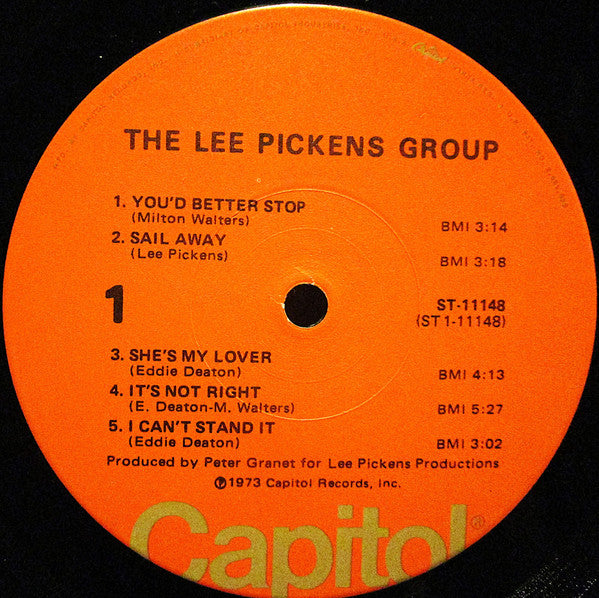 THE LEE PICKENS GROUP
1. YOU'D BETTER STOP
(Milton Walters)
BMI 3:14
2. SAIL AWAY
(Lee Pickens)
BMI 3:18
1
ST-11148
(ST1-11148)
3. SHE'S MY LOVER
(Eddie Deaton)
BMI 4:13
4. IT'S NOT RIGHT
(E. Deaton-M. Walters)
BMI 5:27
5. I CAN'T STAND IT
(Eddie Deaton)
BMI 3:02
Produced by Peter Granet for Lee Pickens Productions
℗1973 Capitol Records, Inc.
Capitol®